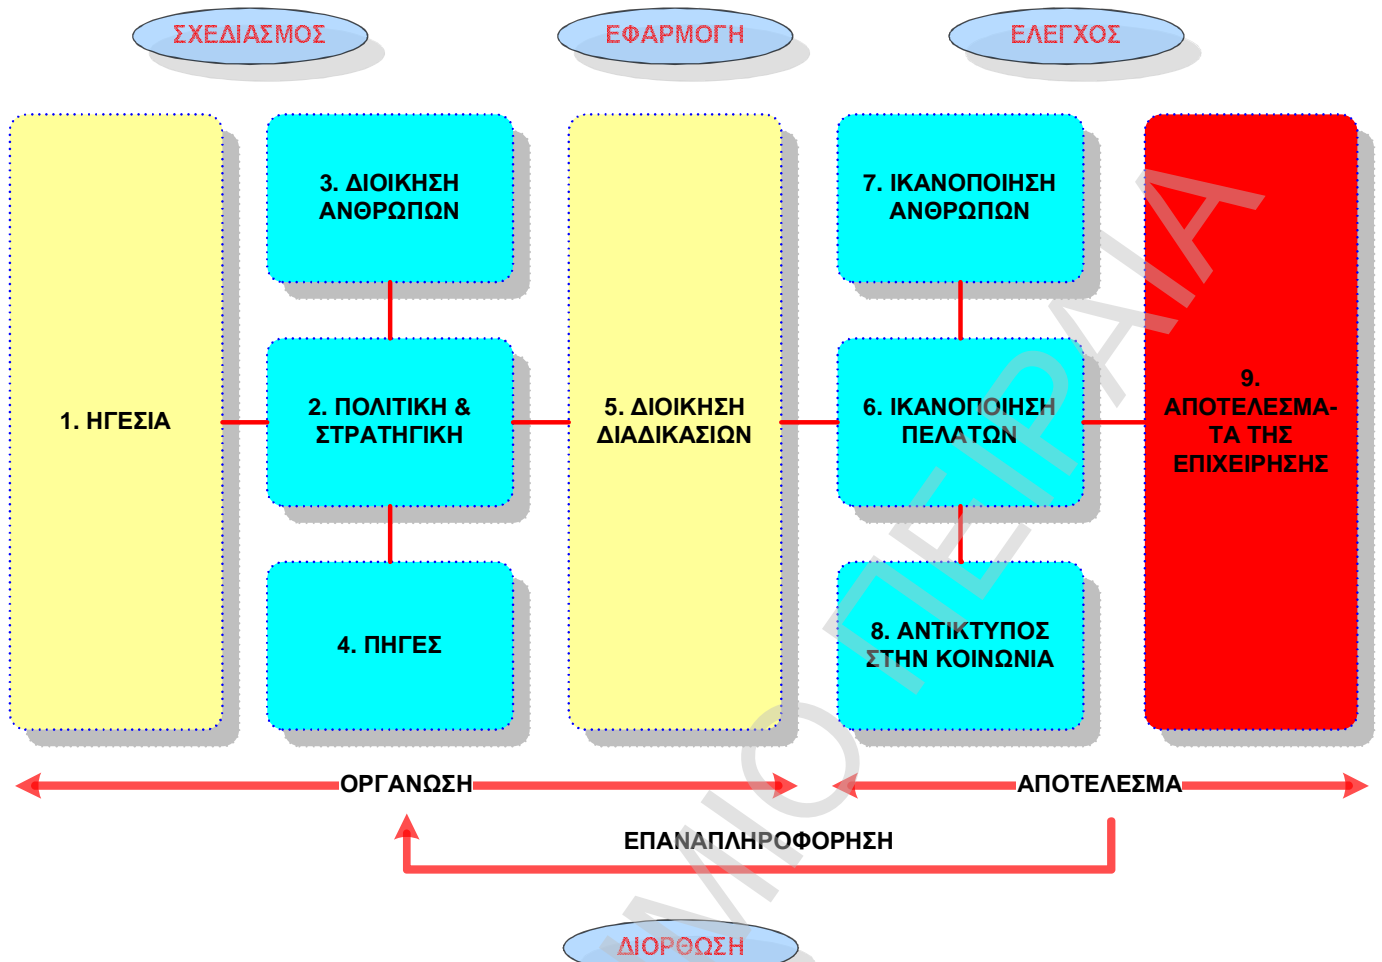 ΣΧΕΔΙΑΣΜΟΣ
ΕΦΑΡΜΟΓΗ
ΕΛΕΓΧΟΣ
1. ΗΓΕΣΙΑ
3. ΔΙΟΙΚΗΣΗ
ΑΝΘΡΩΠΩΝ
2. ΠΟΛΙΤΙΚΗ &
ΣΤΡΑΤΗΓΙΚΗ
4. ΠΗΓΕΣ
5. ΔΙΟΙΚΗΣΗ
ΔΙΑΔΙΚΑΣΙΩΝ
7. ΙΚΑΝΟΠΟΙΗΣΗ
ΑΝΘΡΩΠΩΝ
6. ΙΚΑΝΟΠΟΙΗΣΗ
ΠΕΛΑΤΩΝ
8. ΑΝΤΙΚΤΥΠΟΣ
ΣΤΗΝ ΚΟΙΝΩΝΙΑ
9.
ΑΠΟΤΕΛΕΣΜΑ-
ΤΑ ΤΗΣ
ΕΠΙΧΕΙΡΗΣΗΣ
ΟΡΓΑΝΩΣΗ
ΑΠΟΤΕΛΕΣΜΑ
ΕΠΑΝΑΠΛΗΡΟΦΟΡΗΣΗ
ΔΙΟΡΘΩΣΗ
ΠΕΙΡΑΙΑ